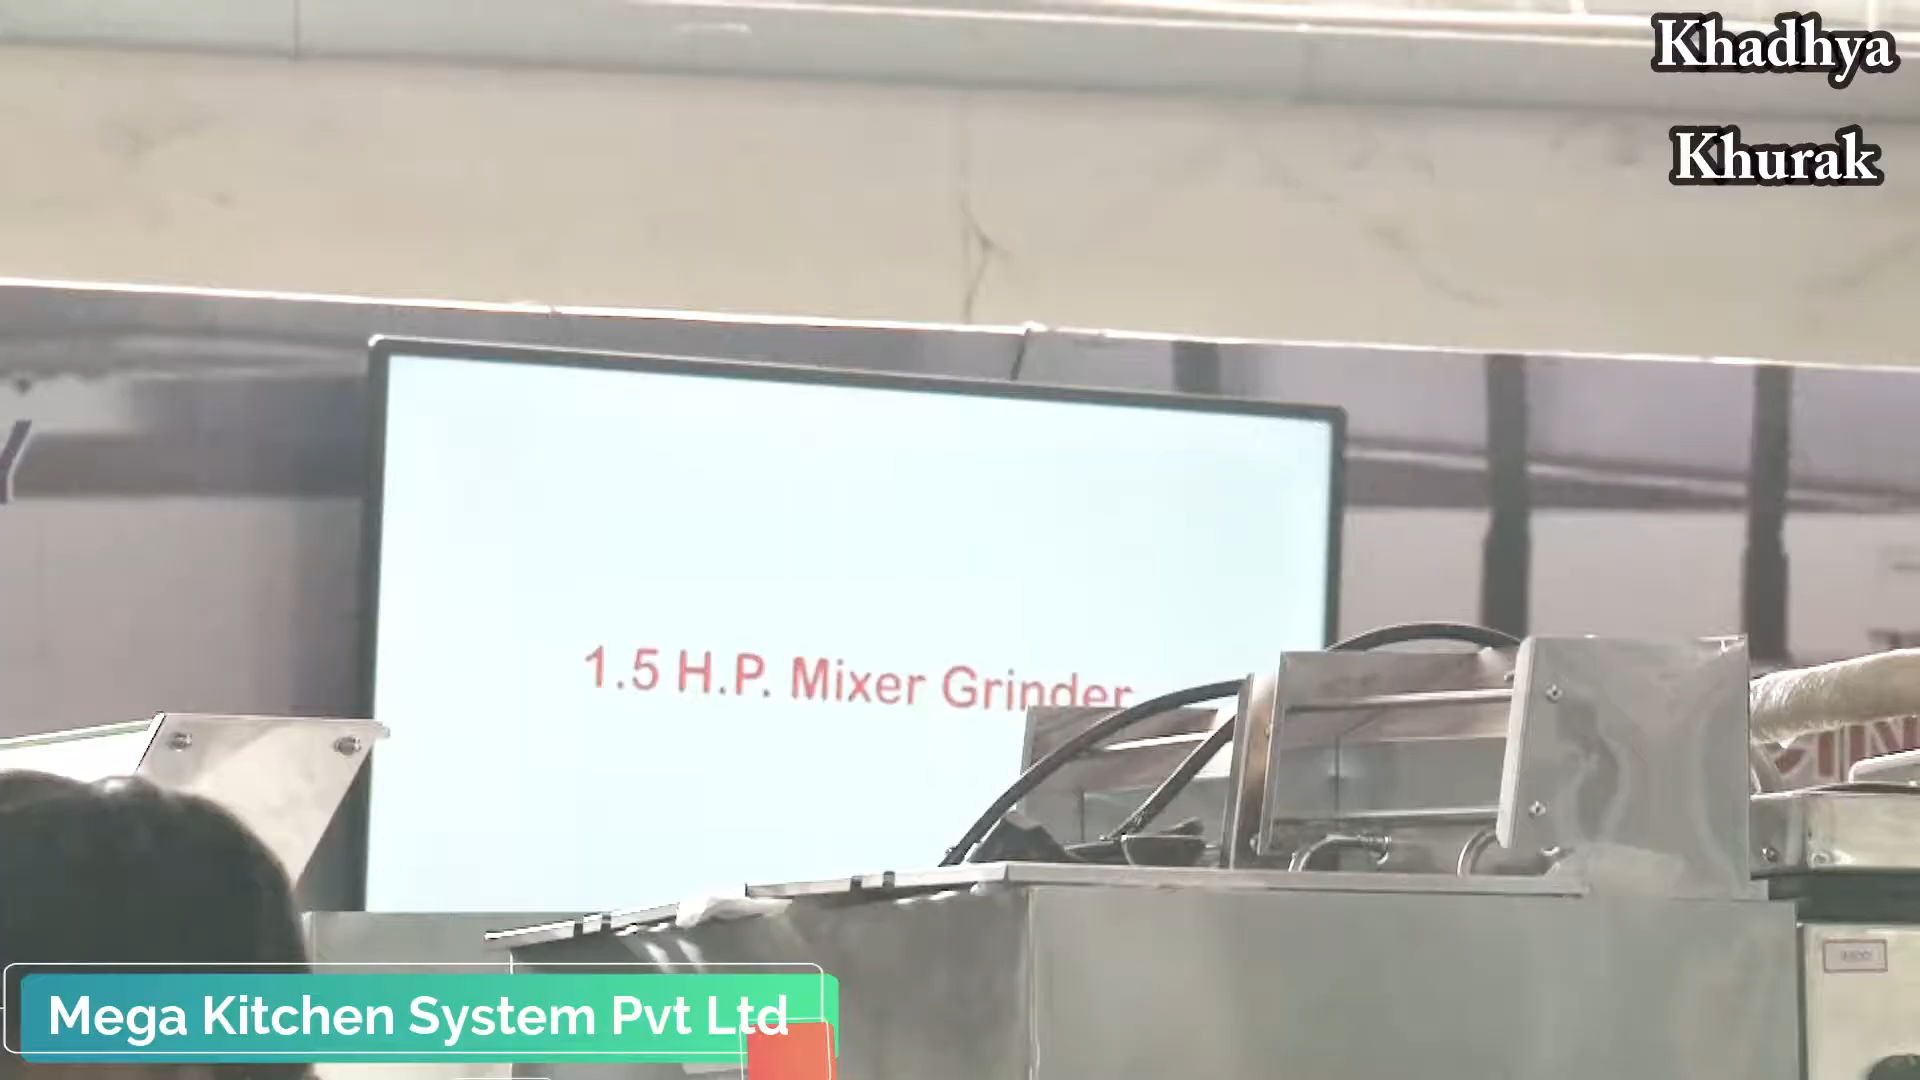 Khadhya
Khurak
1.5 H.P. Mixer Grinder
Mega Kitchen System Pvt Ltd